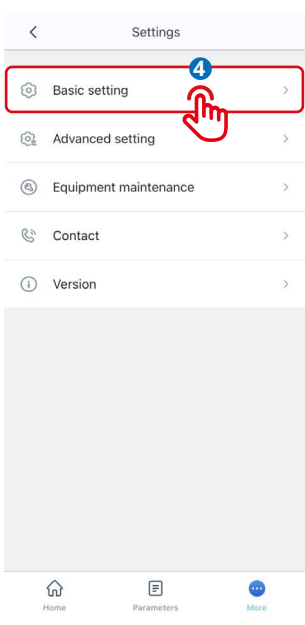 Settings
4
Basic setting
Advanced setting
Equipment maintenance
Contact
Version
Home Parameters More